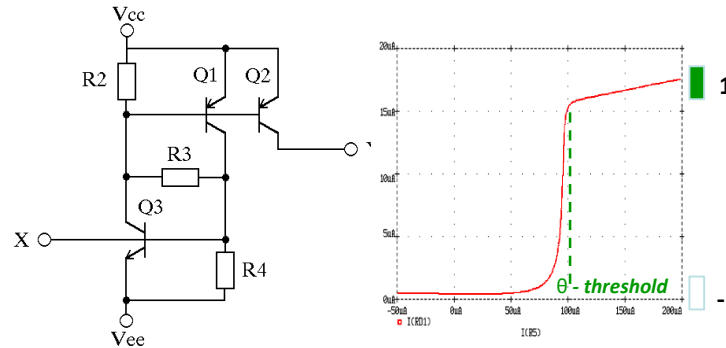 Vcc
R2
Q1
Q2
R3
Q3
X
R4
Vee
20uA
15uA
10uA
5uA
0uA
-50uA
0uA
50uA
100uA
150uA
200uA
I(RD1)
I(R5)
θ - threshold
1
-